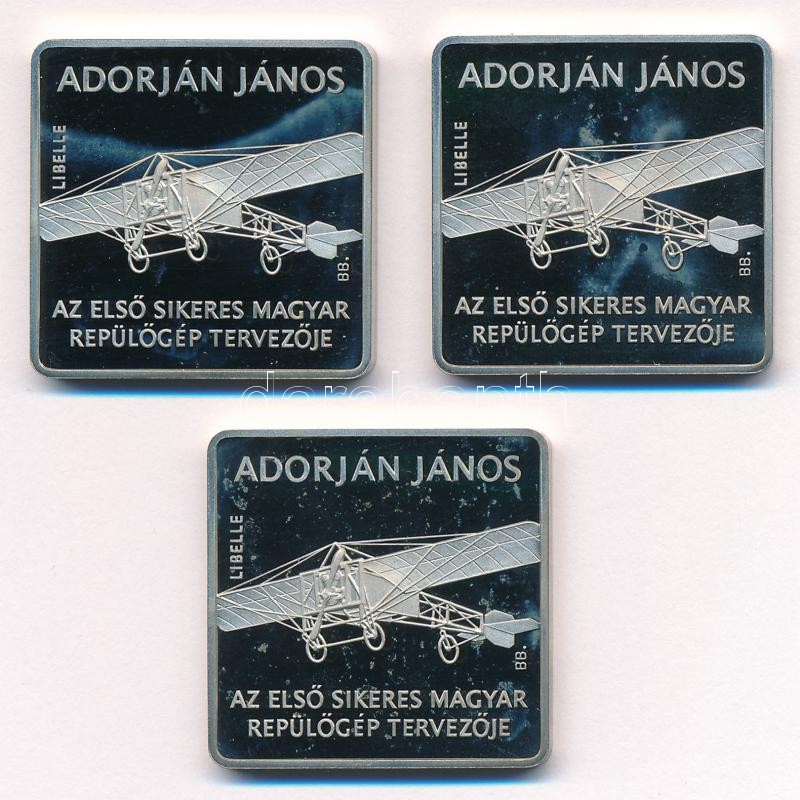 ADORJÁN JÁNOS
LIBELLE
BB.
AZ ELSŐ SIKERES MAGYAR
REPÜLŐGÉP TERVEZŐJE
ADORJÁN JÁNOS
LIBELLE
BB.
AZ ELSŐ SIKERES MAGYAR
REPÜLŐGÉP TERVEZŐJE
darabanth
ADORJÁN JÁNOS
LIBELLE
BB.
AZ ELSŐ SIKERES MAGYAR
REPÜLŐGÉP TERVEZŐJE